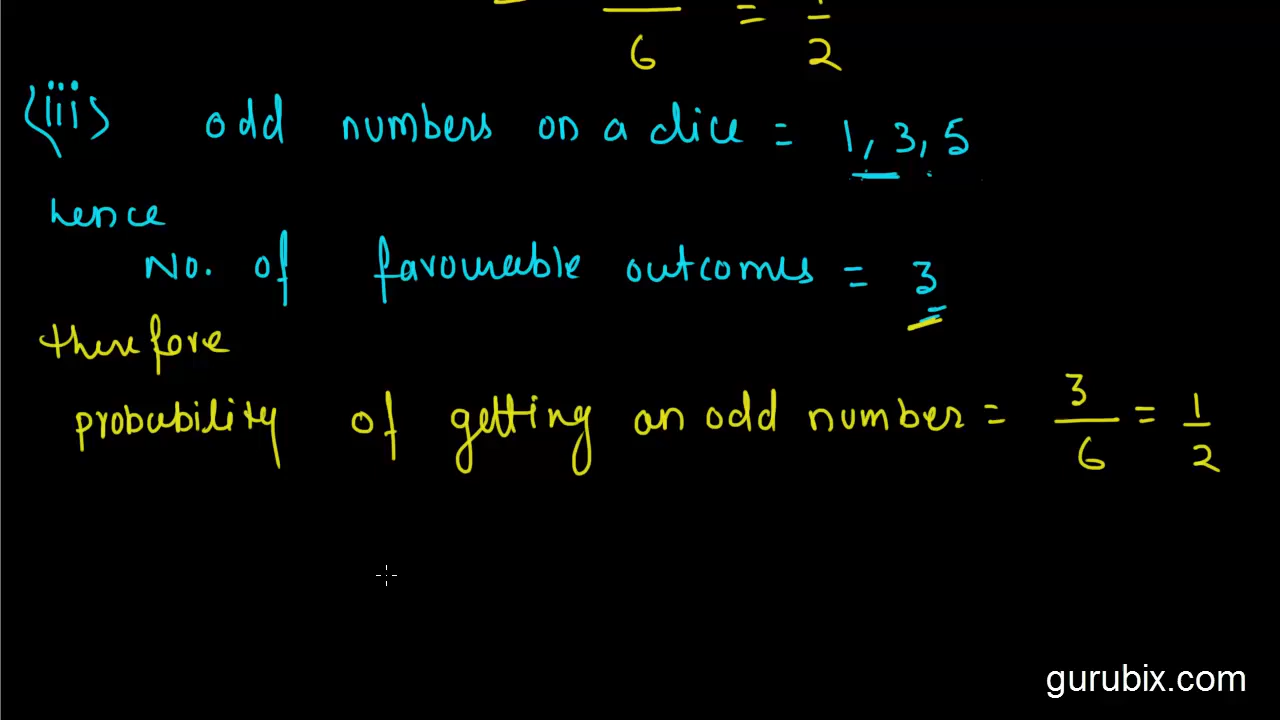 6 = 1/2
(iii) odd numbers on a dice = 1, 3, 5
hence
No. of favourable outcomes = 3
therefore
probability of getting an odd number = 3/6 = 1/2
gurubix.com